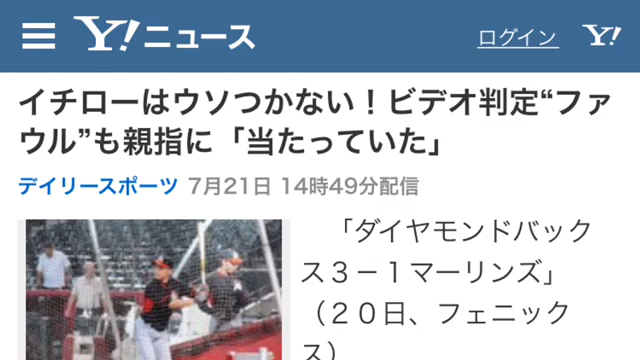 Y!ニュース
ログイン
Y!
イチローはウソつかない！ビデオ判定“ファ
ウル”も親指に「当たっていた」
デイリースポーツ 7月21日 14時49分配信
「ダイヤモンドバック
ス３－１マーリンズ」
（２０日、フェニック
ス）